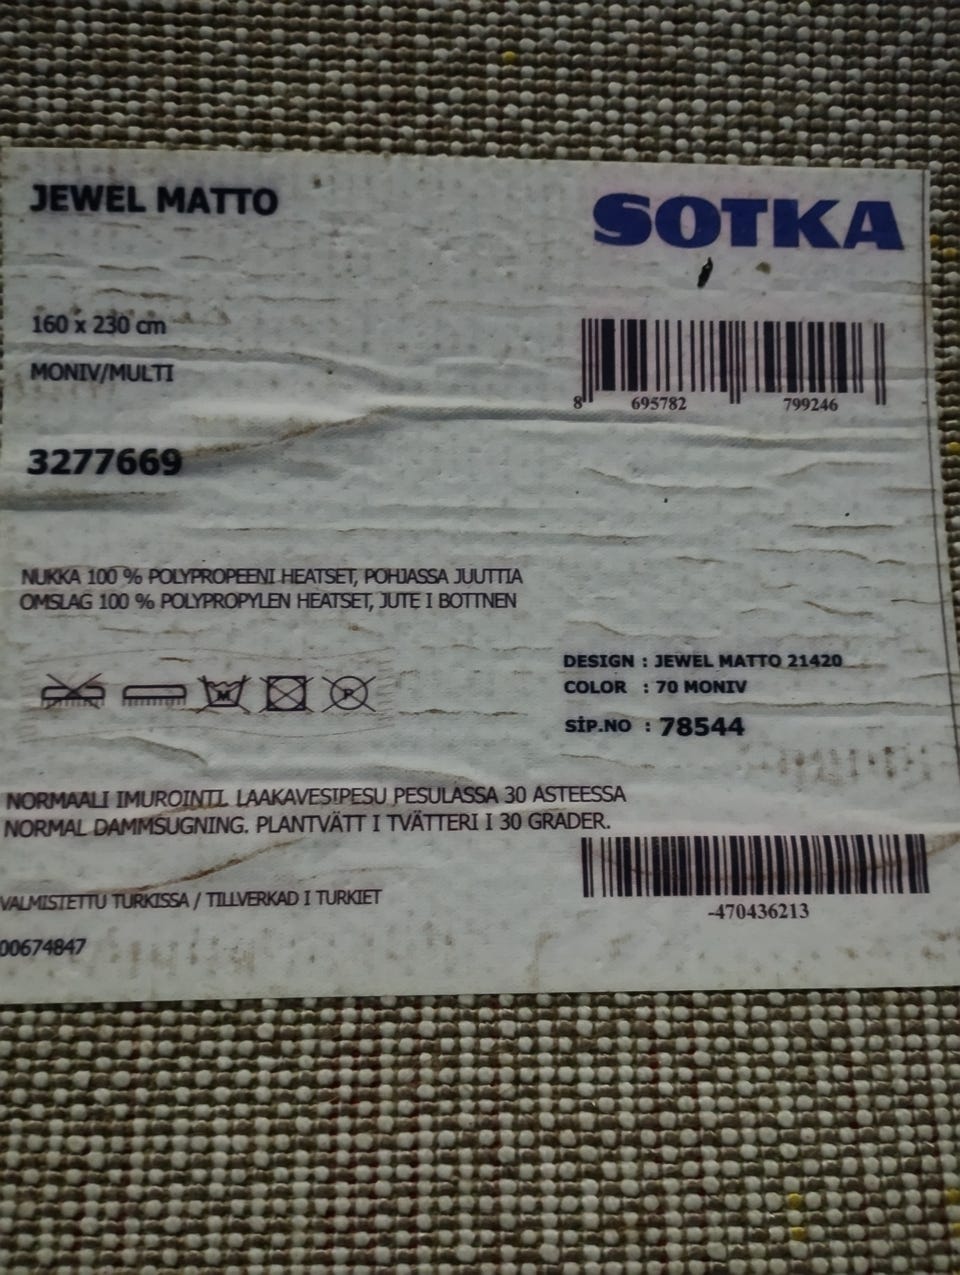 JEWEL MATTO
SOTKA
160 x 230 cm
MONIV/MULTI
8 695782 799246
3277669
NUKKA 100 % POLYPROPEENI HEATSET, POHJASSA JUUTTIA
OMSLAG 100 % POLYPROPYLEN HEATSET, JUTE I BOTTNEN
P
DESIGN : JEWEL MATTO 21420
COLOR : 70 MONIV
SİP.NO : 78544
NORMAALI IMUROINTI. LAAKAVESIPESU PESULASSA 30 ASTEESSA
NORMAL DAMMSUGNING. PLANTVÄTT I TVÄTTERI I 30 GRADER.
VALMISTETTU TURKISSA / TILLVERKAD I TURKIET
-470436213
00674847